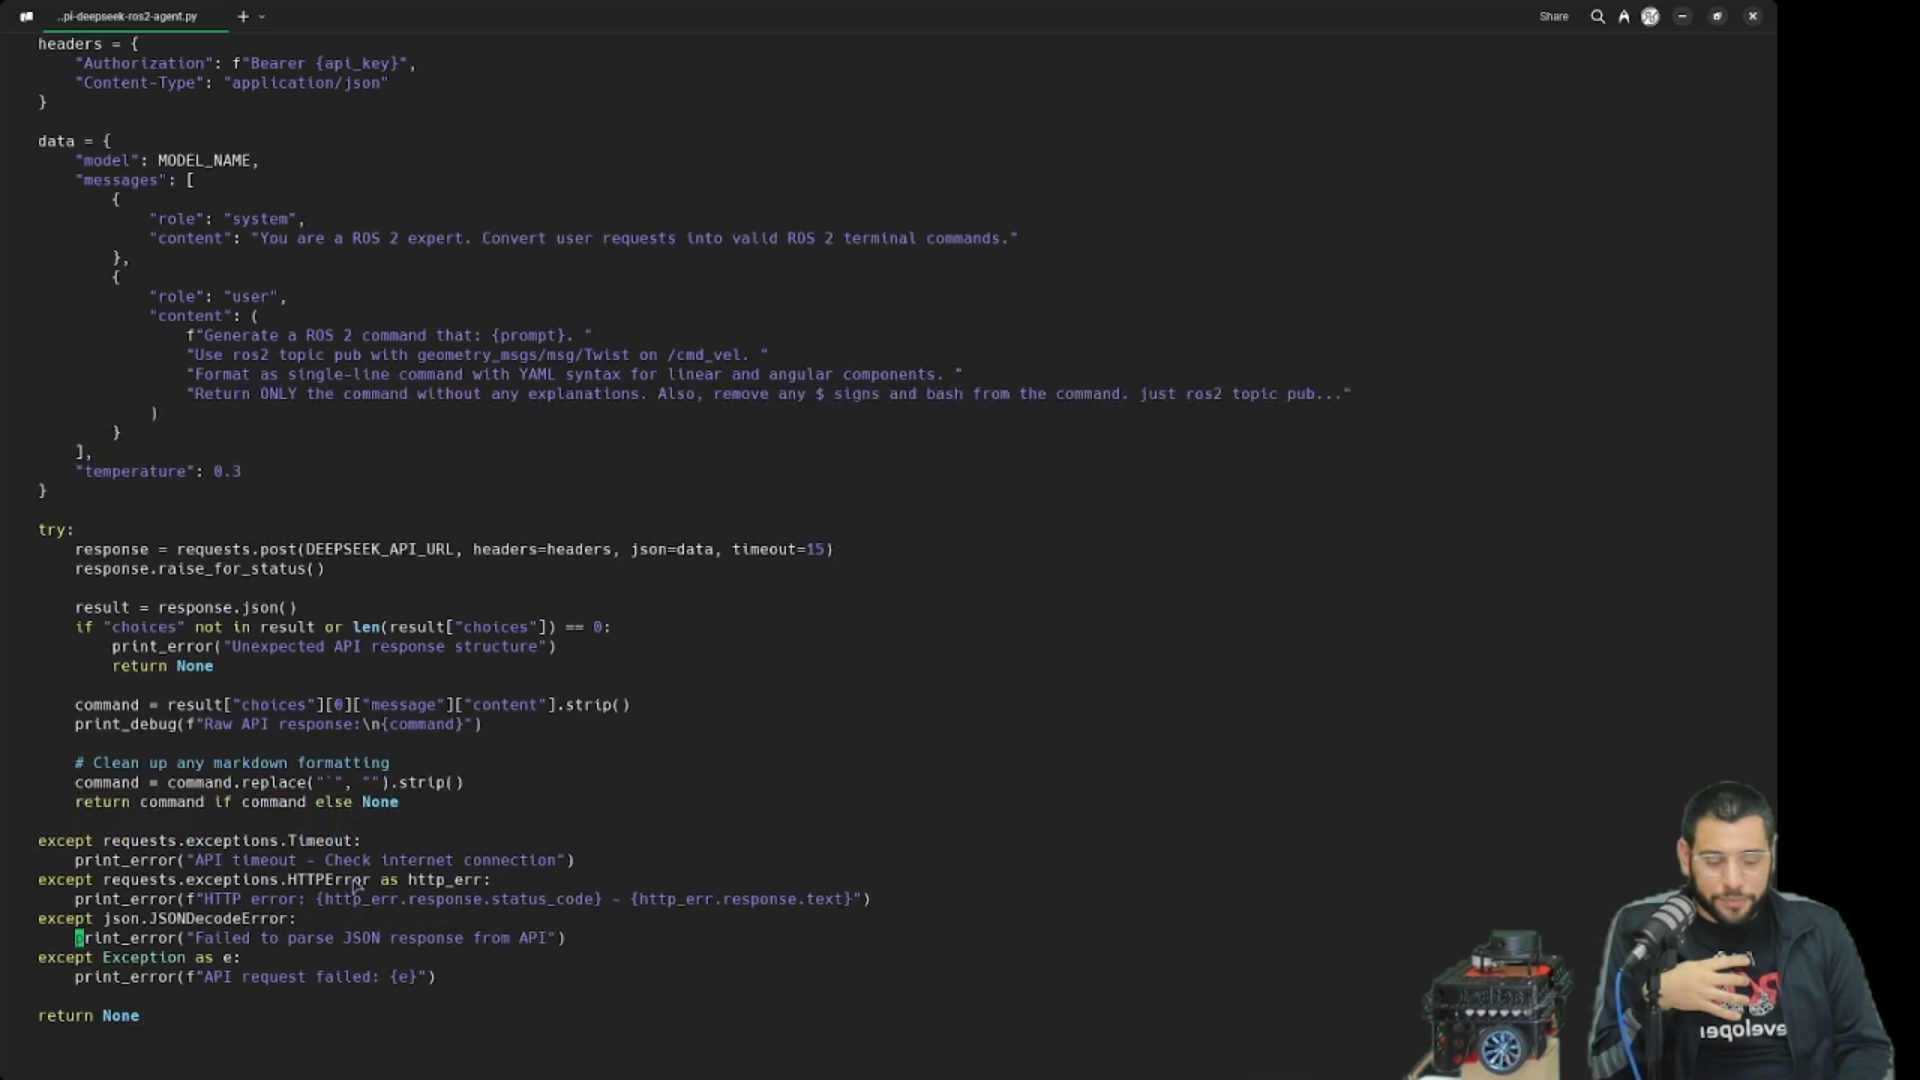 ..pi-deepseek-ros2-agent.py
Share
headers = {
    "Authorization": f"Bearer {api_key}",
    "Content-Type": "application/json"
}
data = {
    "model": MODEL_NAME,
    "messages": [
        {
            "role": "system",
            "content": "You are a ROS 2 expert. Convert user requests into valid ROS 2 terminal commands."
        },
        {
            "role": "user",
            "content": (
                f"Generate a ROS 2 command that: {prompt}. "
                "Use ros2 topic pub with geometry_msgs/msg/Twist on /cmd_vel. "
                "Format as single-line command with YAML syntax for linear and angular components. "
                "Return ONLY the command without any explanations. Also, remove any $ signs and bash from the command. just ros2 topic pub..."
            )
        }
    ],
    "temperature": 0.3
}
try:
    response = requests.post(DEEPSEEK_API_URL, headers=headers, json=data, timeout=15)
    response.raise_for_status()
    result = response.json()
    if "choices" not in result or len(result["choices"]) == 0:
        print_error("Unexpected API response structure")
        return None
    command = result["choices"][0]["message"]["content"].strip()
    print_debug(f"Raw API response:\n{command}")
    # Clean up any markdown formatting
    command = command.replace("`", "").strip()
    return command if command else None
except requests.exceptions.Timeout:
    print_error("API timeout - Check internet connection")
except requests.exceptions.HTTPError as http_err:
    print_error(f"HTTP error: {http_err.response.status_code} - {http_err.response.text}")
except json.JSONDecodeError:
    print_error("Failed to parse JSON response from API")
except Exception as e:
    print_error(f"API request failed: {e}")
return None